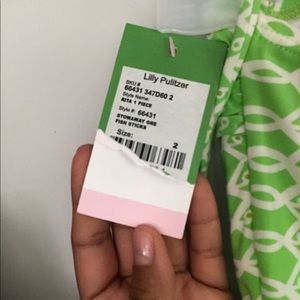 Lilly Pulitzer
SKU #
66431 347D60 2
Style Name:
RITA 1 PIECE
Style #: 66431
STOWAWAY GRE
FISH STICKS
Size:
2